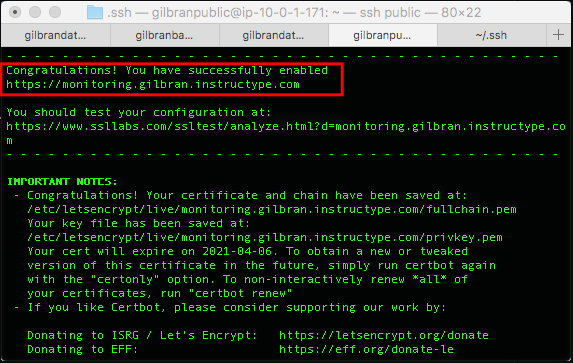 .ssh — gilbranpublic@ip-10-0-1-171: ~ — ssh public — 80×22
gilbrandat... gilbranba... gilbrandat... gilbranpu... ~/.ssh +
- - - - - - - - - - - - - - - - - - - - - - - - - - - - - - - - - - - - - - - -
Congratulations! You have successfully enabled
https://monitoring.gilbran.instructype.com
You should test your configuration at:
https://www.ssllabs.com/ssltest/analyze.html?d=monitoring.gilbran.instructype.co
m
- - - - - - - - - - - - - - - - - - - - - - - - - - - - - - - - - - - - - - - -
IMPORTANT NOTES:
- Congratulations! Your certificate and chain have been saved at:
/etc/letsencrypt/live/monitoring.gilbran.instructype.com/fullchain.pem
Your key file has been saved at:
/etc/letsencrypt/live/monitoring.gilbran.instructype.com/privkey.pem
Your cert will expire on 2021-04-06. To obtain a new or tweaked
version of this certificate in the future, simply run certbot again
with the "certonly" option. To non-interactively renew *all* of
your certificates, run "certbot renew"
- If you like Certbot, please consider supporting our work by:
Donating to ISRG / Let's Encrypt: https://letsencrypt.org/donate
Donating to EFF: https://eff.org/donate-le